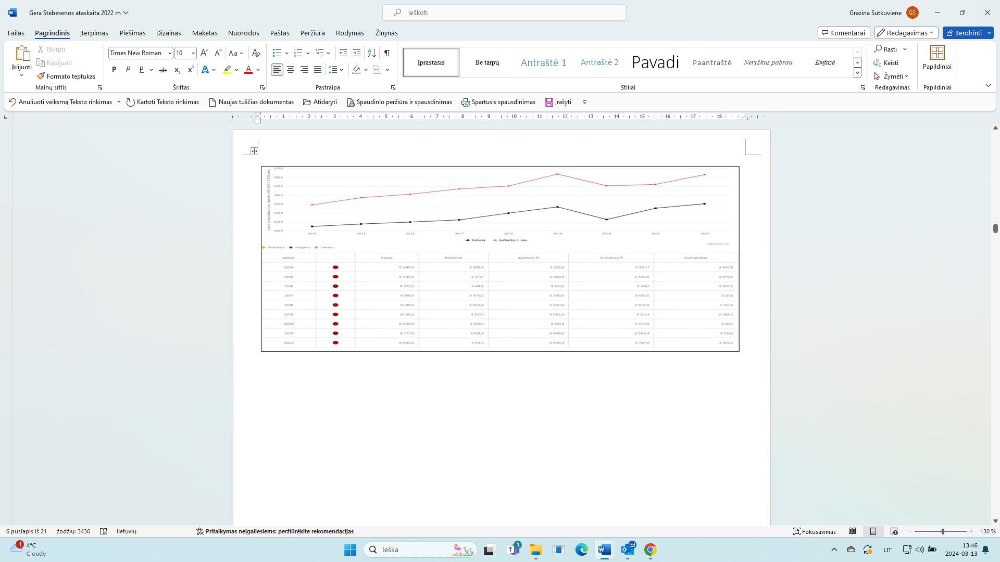 Gera Stebėsenos ataskaita 2022 m
Ieškoti
Grazina Sutkuviene GS
Failas Pagrindinis Įterpimas Piešimas Dizainas Maketas Nuorodos Paštas Peržiūra Rodymas Žinynas
Komentarai Redagavimas Bendrinti
Įklijuoti Iškirpti Kopijuoti Formato teptukas
Times New Roman 10
Įprastasis Be tarpų Antraštė 1 Antraštė 2 Pavadi Paantraštė Neryškus pabrau Emfazė
Rasti Keisti Žymėti
Papildiniai
Mainų sritis Šriftas Pastraipa Stiliai Redagavimas Papildiniai
Anuliuoti veiksmą Teksto rinkimas Kartoti Teksto rinkimas Naujas tuščias dokumentas Atidaryti Spaudinio peržiūra ir spausdinimas Spartusis spausdinimas Įrašyti
1 2 3 4 5 6 7 8 9 10 11 12 13 14 15 16 17 18
3700
3600
3500
3400
3300
3200
3100
3000
2014 2015 2016 2017 2018 2019 2020 2021 2022
Lietuva Jurbarko r. sav.
Highcharts.com
Panašus Blogiau Geriau
Metai Kiekis Reikšmė Apatinis PI Viršutinis PI Kontekstas
2014 9 349,0 3 290,3 3 223,9 3 357,7 3 047,8
2015 9 395,0 3 371,7 3 303,9 3 440,6 3 075,5
2016 9 272,0 3 411,0 3 341,9 3 481,1 3 097,0
2017 9 169,0 3 470,2 3 399,5 3 542,0 3 121,5
2018 9 019,0 3 502,8 3 430,9 3 575,8 3 197,5
2019 9 145,0 3 637,1 3 562,9 3 712,4 3 268,0
2020 3 505,1 3 431,4 3 579,9 3 126,1
2021 8 777,0 3 521,9 3 448,6 3 596,4 3 253,1
2022 8 982,0 3 631,1 3 556,4 3 707,0 3 303,2
6 puslapis iš 21 žodžių: 3436 lietuvių Pritaikymas neįgaliesiems: peržiūrėkite rekomendacijas Fokusavimas 130 %
4°C
Cloudy
Ieška
LIT
13:46
2024-03-13